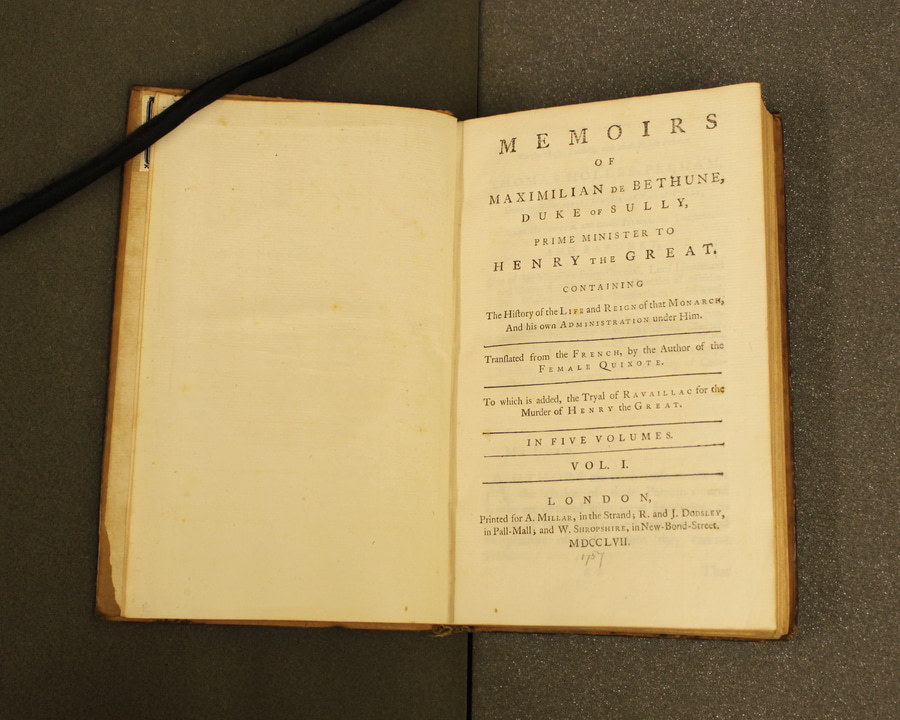 MEMOIRS
OF
MAXIMILIAN DE BETHUNE,
DUKE OF SULLY,
PRIME MINISTER TO
HENRY THE GREAT.
CONTAINING
The Hiſtory of the LIFE and REIGN of that MONARCH,
And his own ADMINISTRATION under Him.
Tranſlated from the FRENCH, by the Author of the
FEMALE QUIXOTE.
To which is added, the Tryal of RAVAILLAC for the
Murder of HENRY the GREAT.
IN FIVE VOLUMES.
VOL. I.
LONDON,
Printed for A. MILLAR, in the Strand; R. and J. DODSLEY,
in Pall-Mall; and W. SHROPSHIRE, in New-Bond-Street.
MDCCLVII.
1757